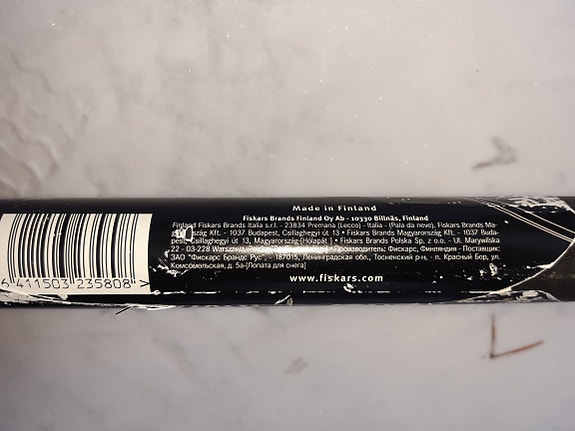 Made in Finland
Fiskars Brands Finland Oy Ab - 10330 Billnäs, Finland
Finland Fiskars Brands Italia s.r.l. - 23834 Premana (Lecco) - Italia - (Pala da neve), Fiskars Brands Ma-
zág Kft. - 1037 Budapest, Csillaghegyi út 13 • Fiskars Brands Magyarország Kft. - 1037 Buda-
pest, Csillaghegyi út 13, Magyarország [Hólapát] • Fiskars Brands Polska Sp. z o.o. - Ul. Marywilska
22 - 03-228 Warszawa, Производитель: Фискарс, Финляндия - Поставщик:
ЗАО "Фискарс Брандс Рус", - 187015, Ленинградская обл., Тосненский р-н, - п. Красный Бор, ул.
Комсомольская, д. 5а-[Лопата для снега]
www.fiskars.com
6 411503 235808 >